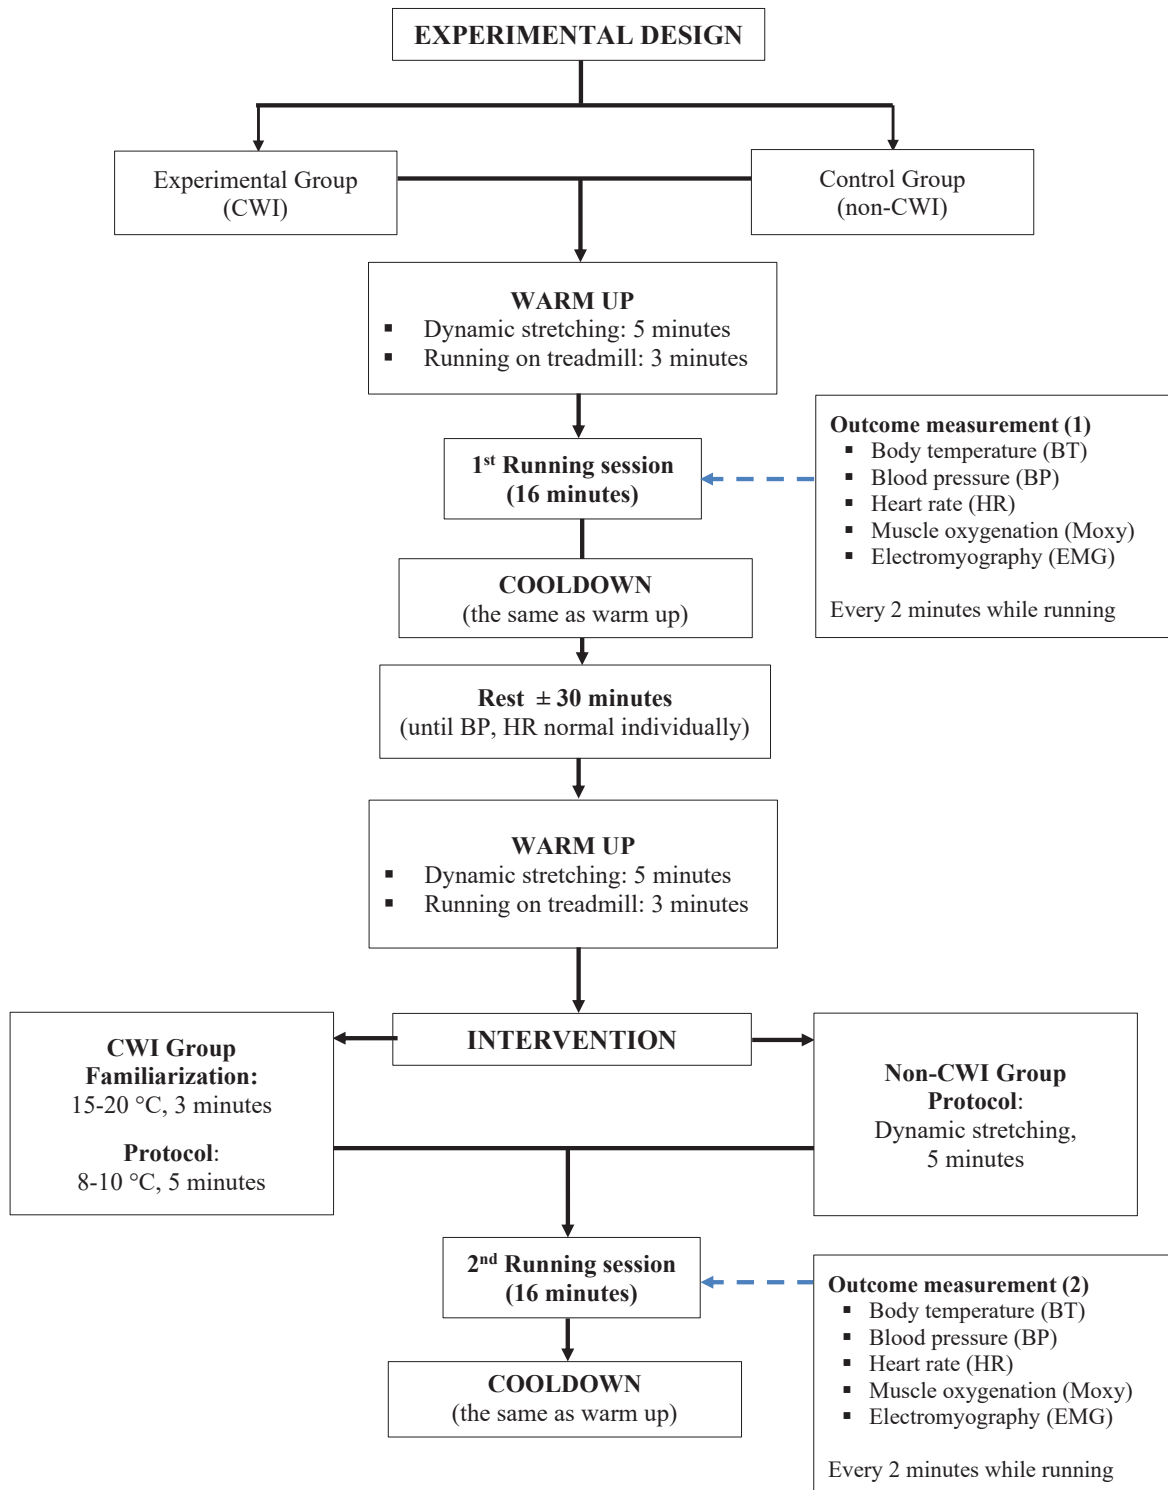 EXPERIMENTAL DESIGN
Experimental Group
(CWI)
Control Group
(non-CWI)
WARM UP
▪ Dynamic stretching: 5 minutes
▪ Running on treadmill: 3 minutes
1st Running session
(16 minutes)
Outcome measurement (1)
▪ Body temperature (BT)
▪ Blood pressure (BP)
▪ Heart rate (HR)
▪ Muscle oxygenation (Moxy)
▪ Electromyography (EMG)
Every 2 minutes while running
COOLDOWN
(the same as warm up)
Rest ± 30 minutes
(until BP, HR normal individually)
WARM UP
▪ Dynamic stretching: 5 minutes
▪ Running on treadmill: 3 minutes
INTERVENTION
CWI Group
Familiarization:
15-20 °C, 3 minutes
Protocol:
8-10 °C, 5 minutes
Non-CWI Group
Protocol:
Dynamic stretching,
5 minutes
2nd Running session
(16 minutes)
Outcome measurement (2)
▪ Body temperature (BT)
▪ Blood pressure (BP)
▪ Heart rate (HR)
▪ Muscle oxygenation (Moxy)
▪ Electromyography (EMG)
Every 2 minutes while running
COOLDOWN
(the same as warm up)